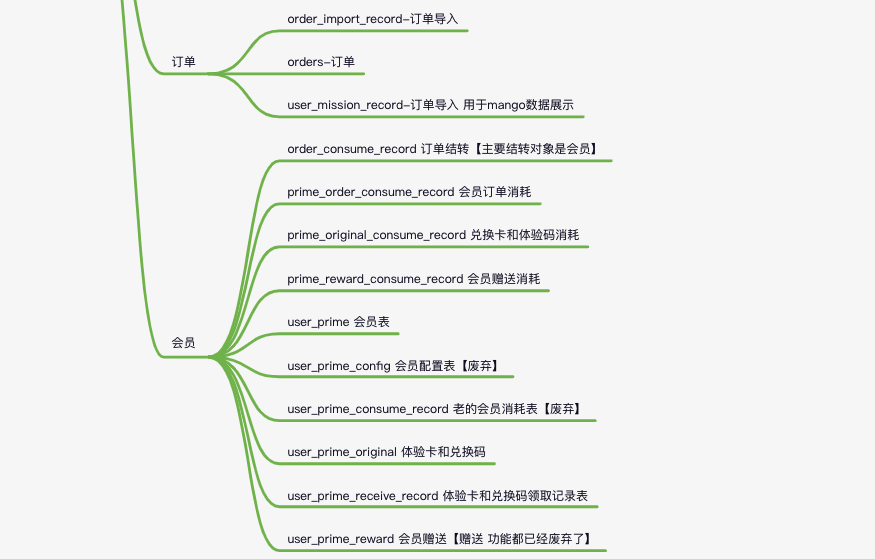 order_import_record–订单导入
订单
orders–订单
user_mission_record–订单导入 用于mango数据展示
order_consume_record 订单结转【主要结转对象是会员】
prime_order_consume_record 会员订单消耗
prime_original_consume_record 兑换卡和体验码消耗
prime_reward_consume_record 会员赠送消耗
user_prime 会员表
会员
user_prime_config 会员配置表【废弃】
user_prime_consume_record 老的会员消耗表【废弃】
user_prime_original 体验卡和兑换码
user_prime_receive_record 体验卡和兑换码领取记录表
user_prime_reward 会员赠送【赠送 功能都已经废弃了】